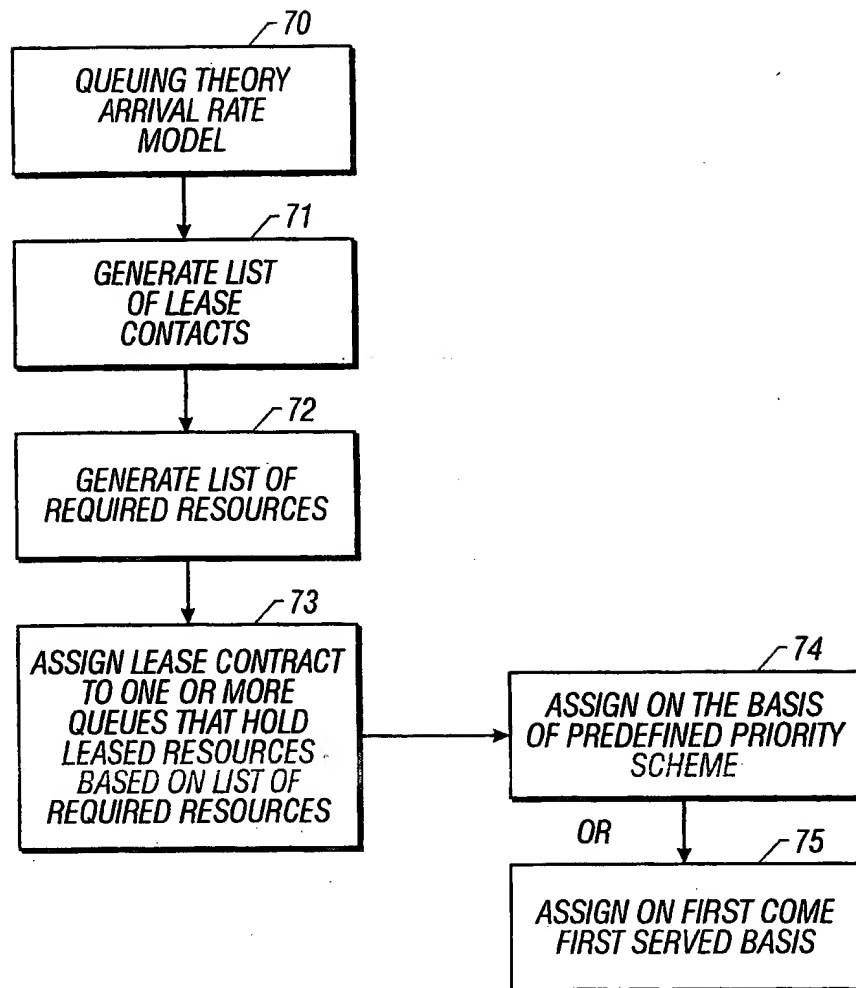 70
QUEUING THEORY
ARRIVAL RATE
MODEL
71
GENERATE LIST
OF LEASE
CONTACTS
72
GENERATE LIST OF
REQUIRED RESOURCES
73
ASSIGN LEASE CONTRACT
TO ONE OR MORE
QUEUES THAT HOLD
LEASED RESOURCES
BASED ON LIST OF
REQUIRED RESOURCES
74
ASSIGN ON THE BASIS
OF PREDEFINED PRIORITY
SCHEME
OR
75
ASSIGN ON FIRST COME
FIRST SERVED BASIS